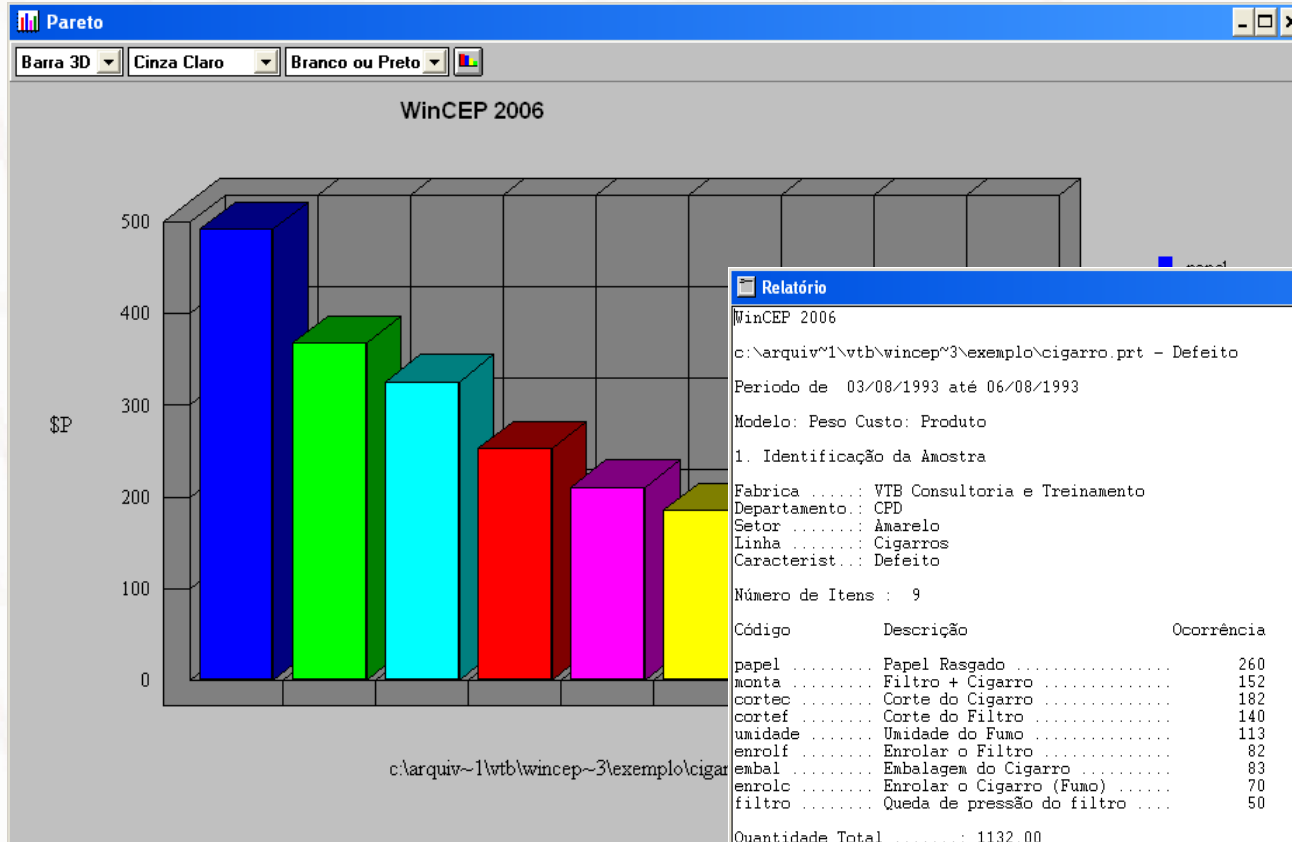 Pareto
Barra 3D Cinza Claro Branco ou Preto
WinCEP 2006
500
400
300
200
100
0
$P
c:\arquiv~1\vtb\wincep~3\exemplo\cigar
Relatório
WinCEP 2006
c:\arquiv~1\vtb\wincep~3\exemplo\cigarro.prt - Defeito
Periodo de 03/08/1993 até 06/08/1993
Modelo: Peso Custo: Produto
1. Identificação da Amostra
Fabrica .....: VTB Consultoria e Treinamento
Departamento.: CPD
Setor .......: Amarelo
Linha .......: Cigarros
Característ..: Defeito
Número de Itens : 9
Código Descrição Ocorrência
papel ......... Papel Rasgado ................. 260
monta ......... Filtro + Cigarro .............. 152
cortec ........ Corte do Cigarro .............. 182
cortef ........ Corte do Filtro ............... 140
umidade ....... Umidade do Fumo ............... 113
enrolf ........ Enrolar o Filtro .............. 82
embal ......... Embalagem do Cigarro .......... 83
enrolc ........ Enrolar o Cigarro (Fumo) ...... 70
filtro ........ Queda de pressão do filtro .... 50
Quantidade Total .......: 1132.00